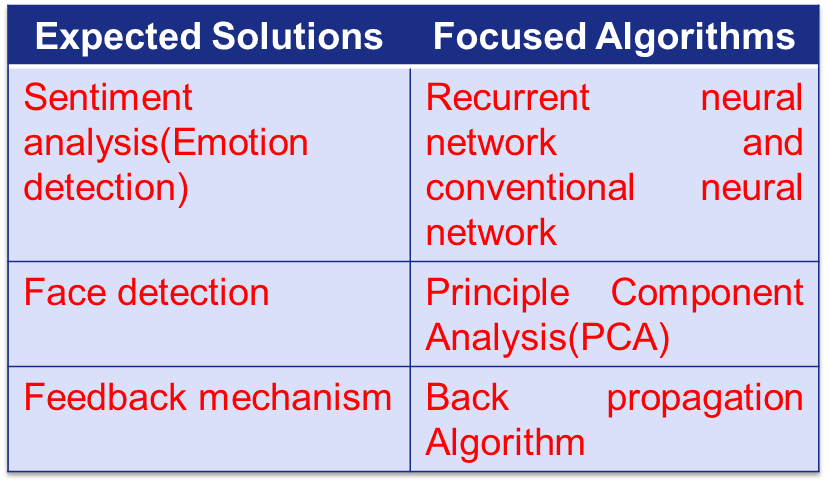 Expected Solutions
Focused Algorithms
Sentiment
analysis(Emotion
detection)
Recurrent neural
network and
conventional neural
network
Face detection
Principle Component
Analysis(PCA)
Feedback mechanism
Back propagation
Algorithm